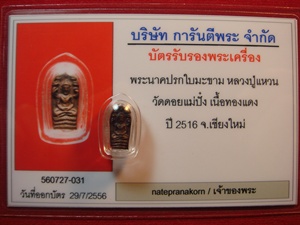 บริษัท การันตีพระ จำกัด
บัตรรับรองพระเครื่อง
พระนาคปรกใบมะขาม หลวงปู่แหวน
วัดดอยแม่ปั๋ง เนื้อทองแดง
ปี 2516 จ.เชียงใหม่
560727-031
วันที่ออกบัตร 29/7/2556
natepranakorn / เจ้าของพระ